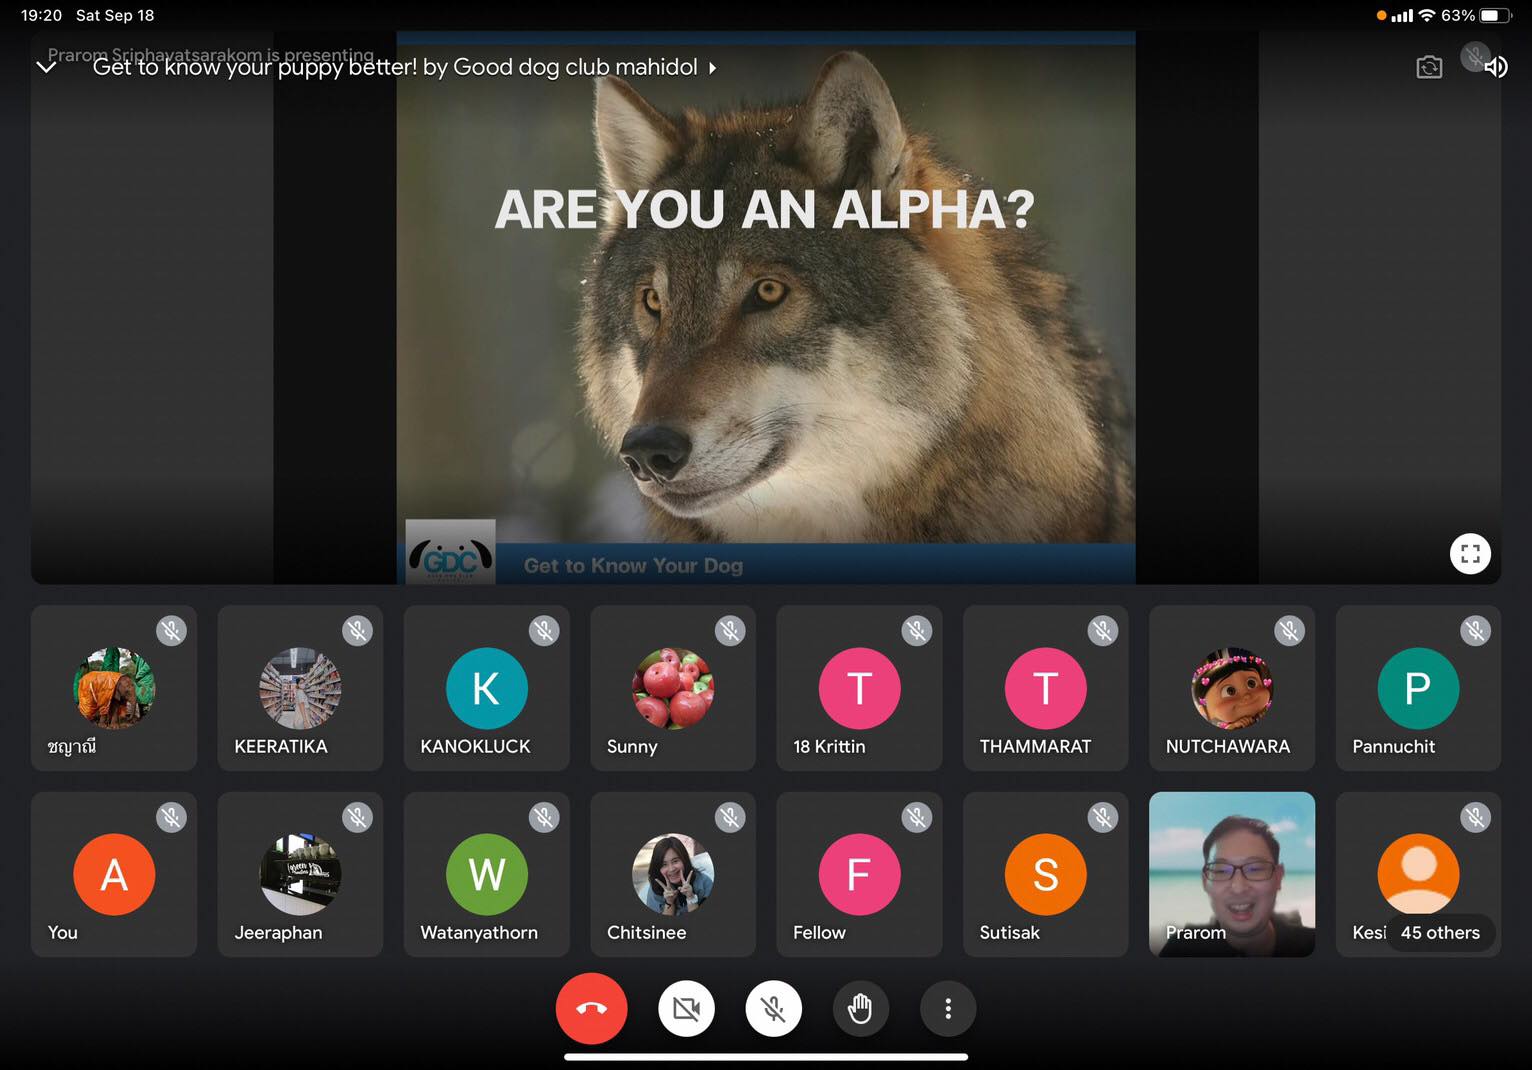 19:20 Sat Sep 18
63%
Prarom Sriphayatsarakom is presenting
Get to know your puppy better! by Good dog club mahidol
ARE YOU AN ALPHA?
GDC
Get to Know Your Dog
ชญาณี
KEERATIKA
K
KANOKLUCK
Sunny
T
18 Krittin
T
THAMMARAT
NUTCHAWARA
P
Pannuchit
A
You
Jeeraphan
W
Watanyathorn
Chitsinee
F
Fellow
S
Sutisak
Prarom
Kesi
45 others